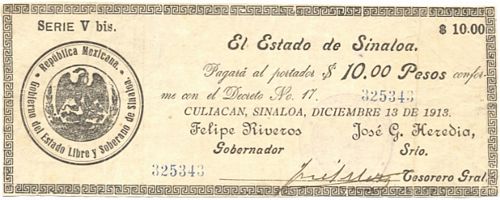 SERIE V bis.
$ 10.00
República Mexicana.
Gobierno del Estado Libre y Soberano de Sinaloa.
El Estado de Sinaloa.
Pagará al portador $ 10.00 Pesos confor-
me con el Decreto No. 17. 325343
CULIACAN, SINALOA, DICIEMBRE 13 DE 1913.
Felipe Riveros José G. Heredia,
Gobernador Srio.
325343
Tesorero Gral.